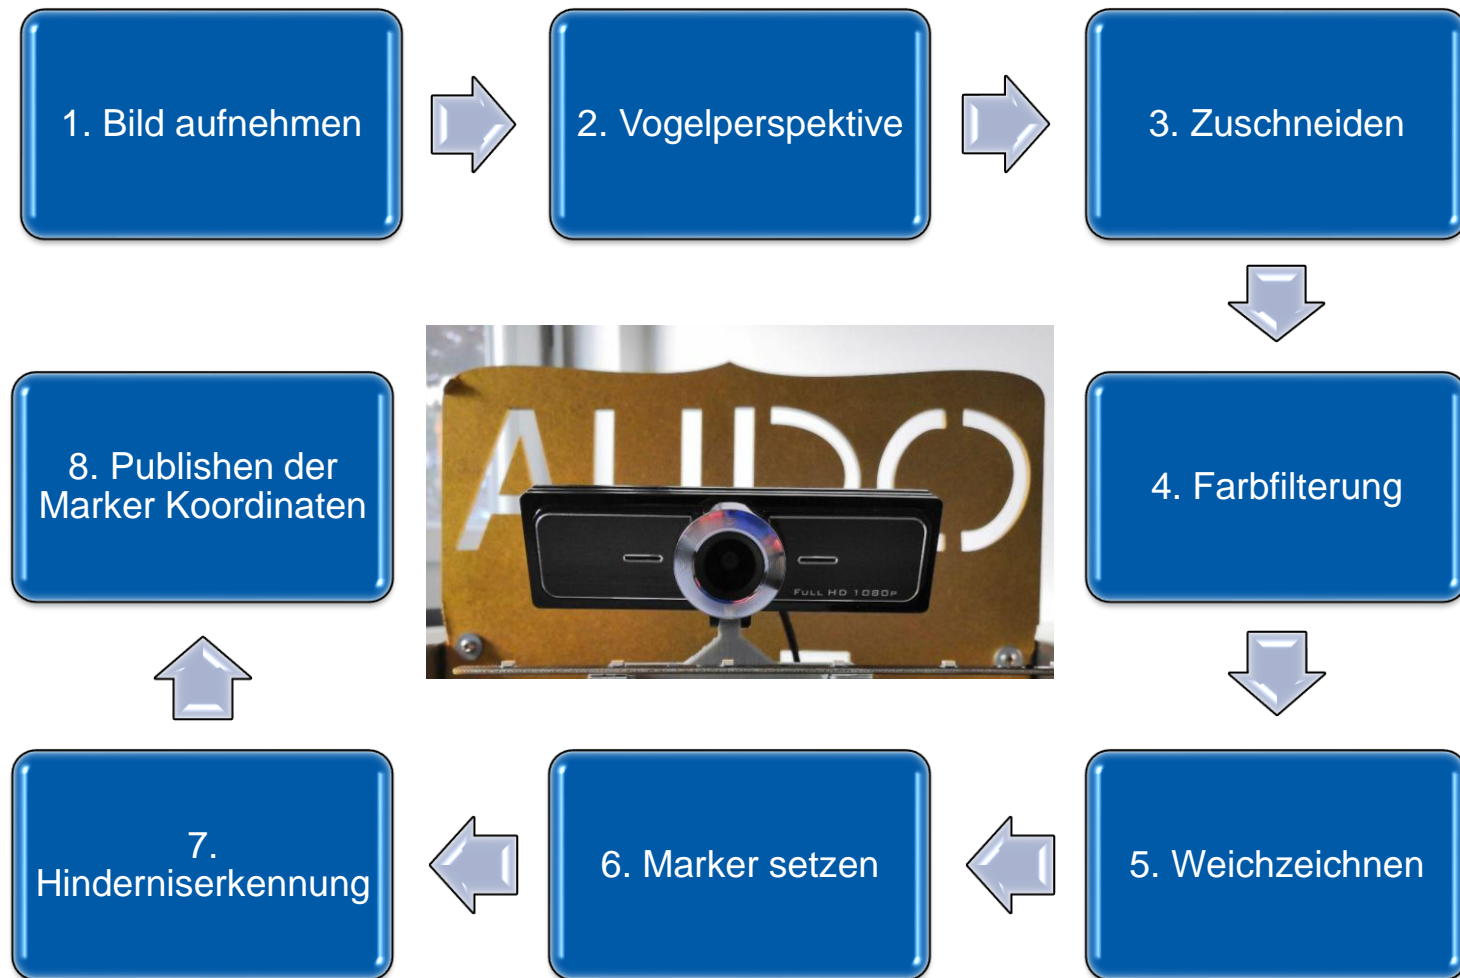 1. Bild aufnehmen
2. Vogelperspektive
3. Zuschneiden
4. Farbfilterung
5. Weichzeichnen
6. Marker setzen
7.
Hinderniserkennung
8. Publishen der
Marker Koordinaten
AUDO
FULL HD 1080P